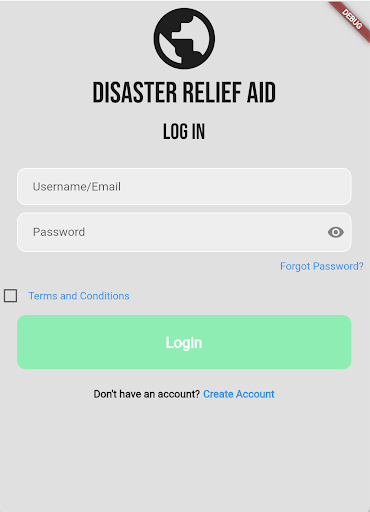 DEBUG
DISASTER RELIEF AID
LOG IN
Username/Email
Password
Forgot Password?
Terms and Conditions
Login
Don't have an account? Create Account